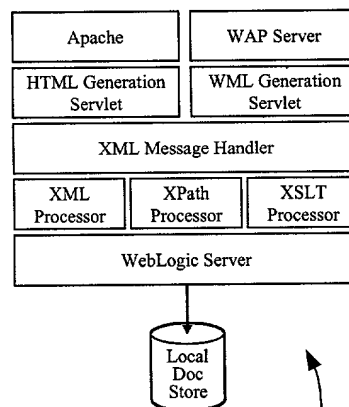 Apache
WAP Server
HTML Generation
Servlet
WML Generation
Servlet
XML Message Handler
XML
Processor
XPath
Processor
XSLT
Processor
WebLogic Server
Local
Doc
Store